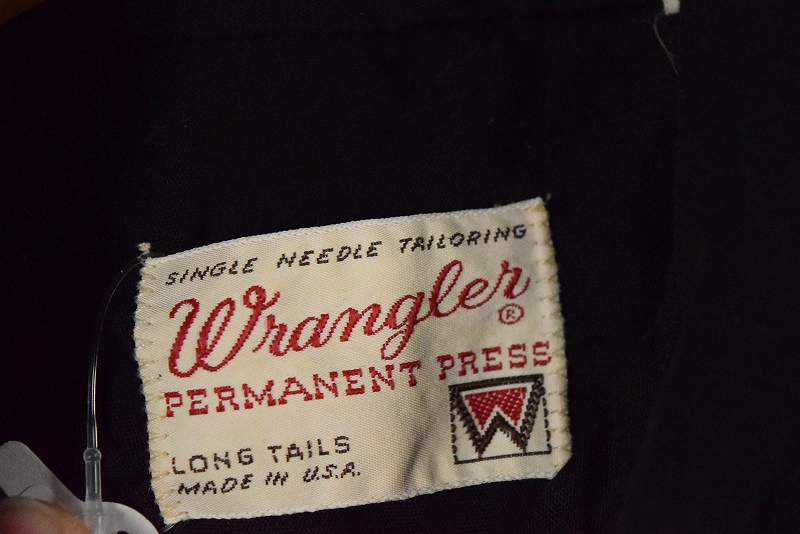 SINGLE NEEDLE TAILORING
Wrangler®
PERMANENT PRESS
W
LONG TAILS
MADE IN U.S.A.